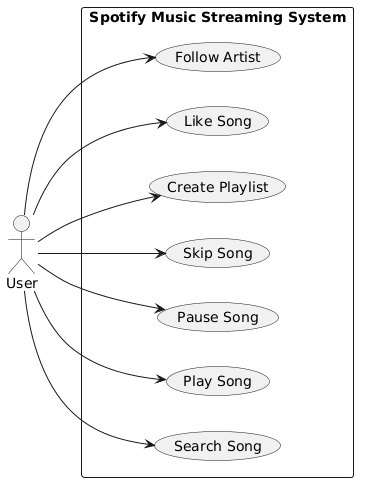 Spotify Music Streaming System
Follow Artist
Like Song
Create Playlist
Skip Song
User
Pause Song
Play Song
Search Song